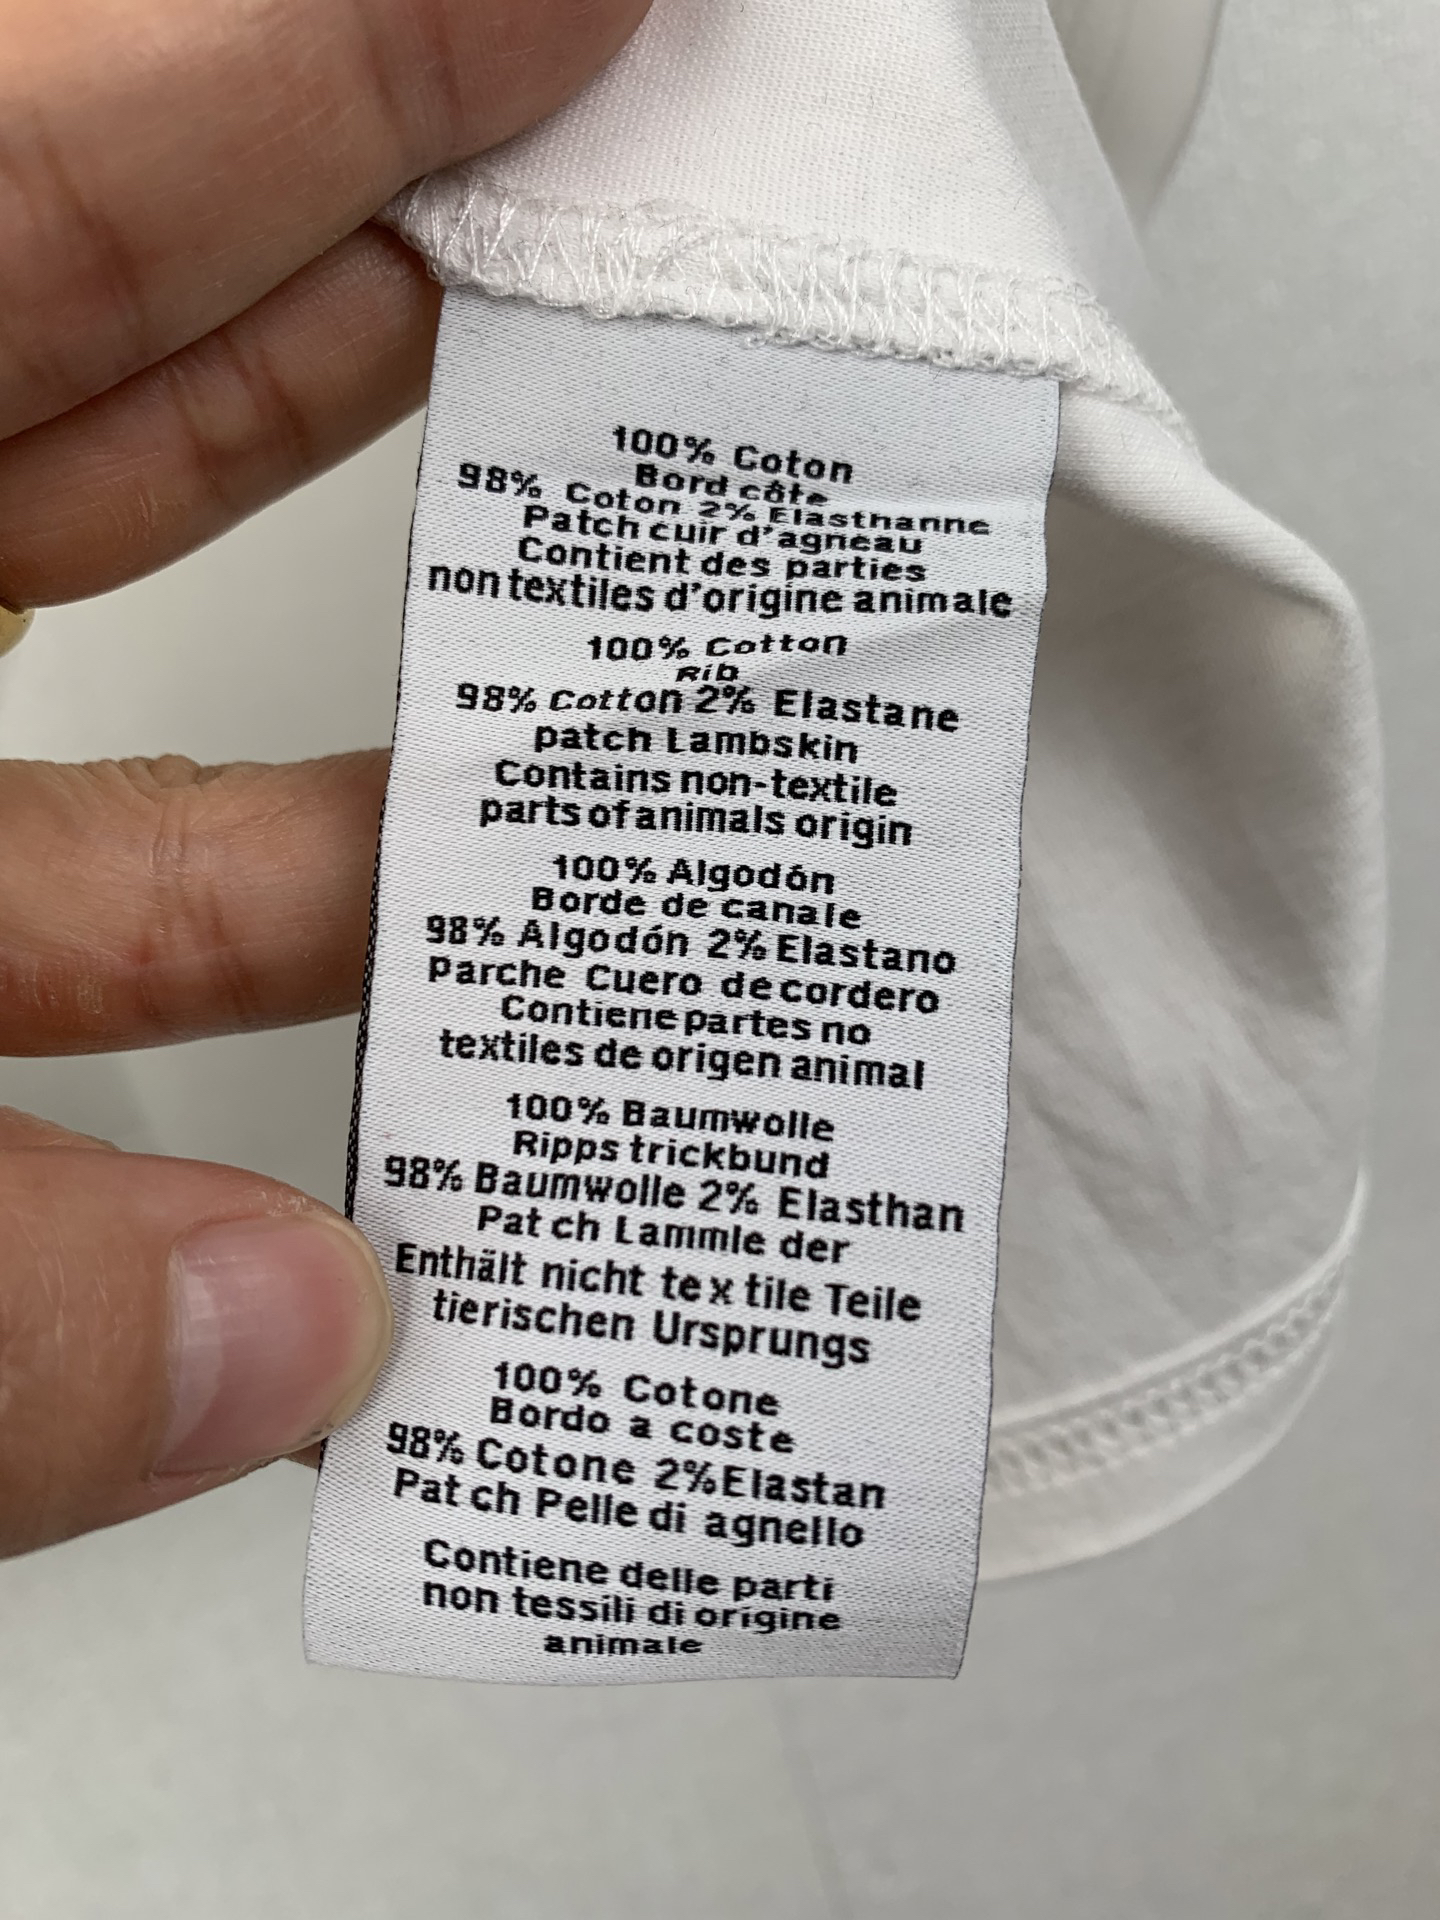 100% Coton
Bord côte
98% Coton 2% Elasthanne
Patch cuir d'agneau
Contient des parties
non textiles d'origine animale
100% Cotton
Rib
98% Cotton 2% Elastane
patch Lambskin
Contains non-textile
parts of animals origin
100% Algodón
Borde de canale
98% Algodón 2% Elastano
parche Cuero de cordero
Contiene partes no
textiles de origen animal
100% Baumwolle
Ripps trickbund
98% Baumwolle 2% Elasthan
Pat ch Lammle der
Enthält nicht te x tile Teile
tierischen Ursprungs
100% Cotone
Bordo a coste
98% Cotone 2% Elastan
Pat ch Pelle di agnello
Contiene delle parti
non tessili di origine
animale